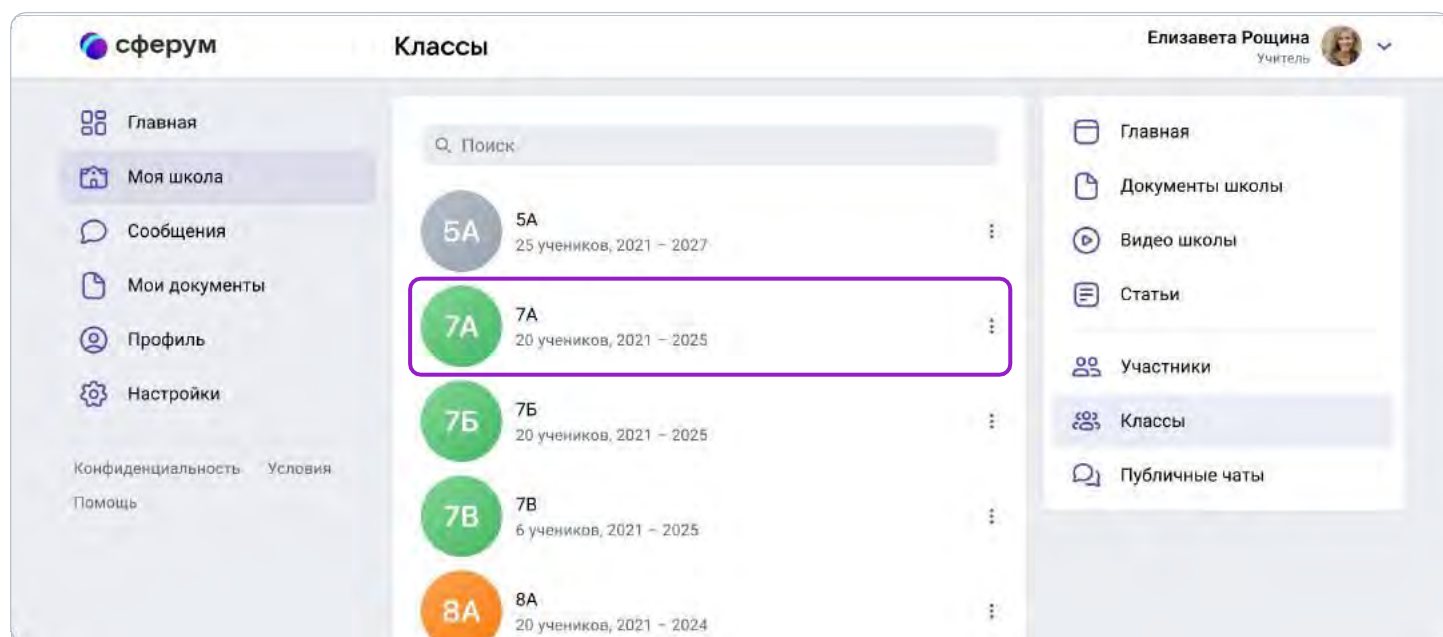 сферум
Классы
Елизавета Рощина
Учитель
Главная
Моя школа
Сообщения
Мои документы
Профиль
Настройки
Конфиденциальность Условия
Помощь
Поиск
5А
5А
25 учеников, 2021 – 2027
7А
7А
20 учеников, 2021 – 2025
7Б
7Б
20 учеников, 2021 – 2025
7В
7В
6 учеников, 2021 – 2025
8А
8А
20 учеников, 2021 – 2024
Главная
Документы школы
Видео школы
Статьи
Участники
Классы
Публичные чаты